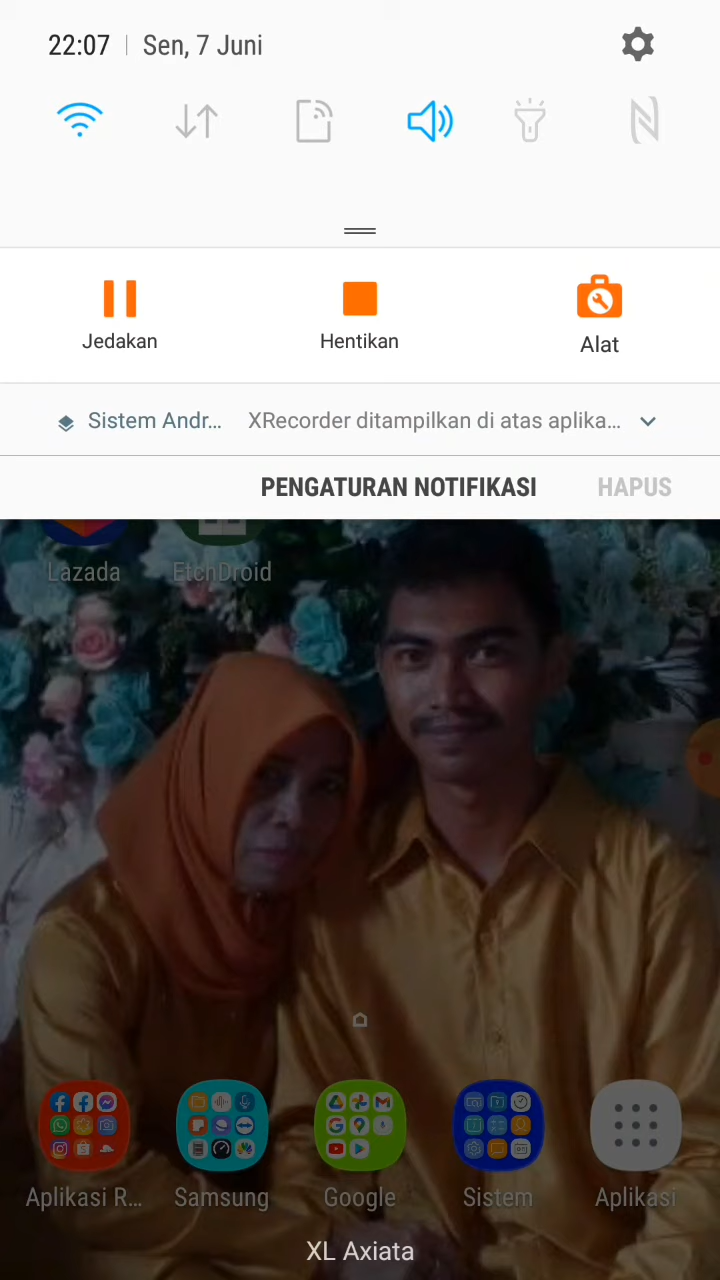 22:07 | Sen, 7 Juni
Jedakan Hentikan Alat
Sistem Andr... XRecorder ditampilkan di atas aplika...
PENGATURAN NOTIFIKASI HAPUS
Lazada EtchDroid
Aplikasi R... Samsung Google Sistem Aplikasi
XL Axiata